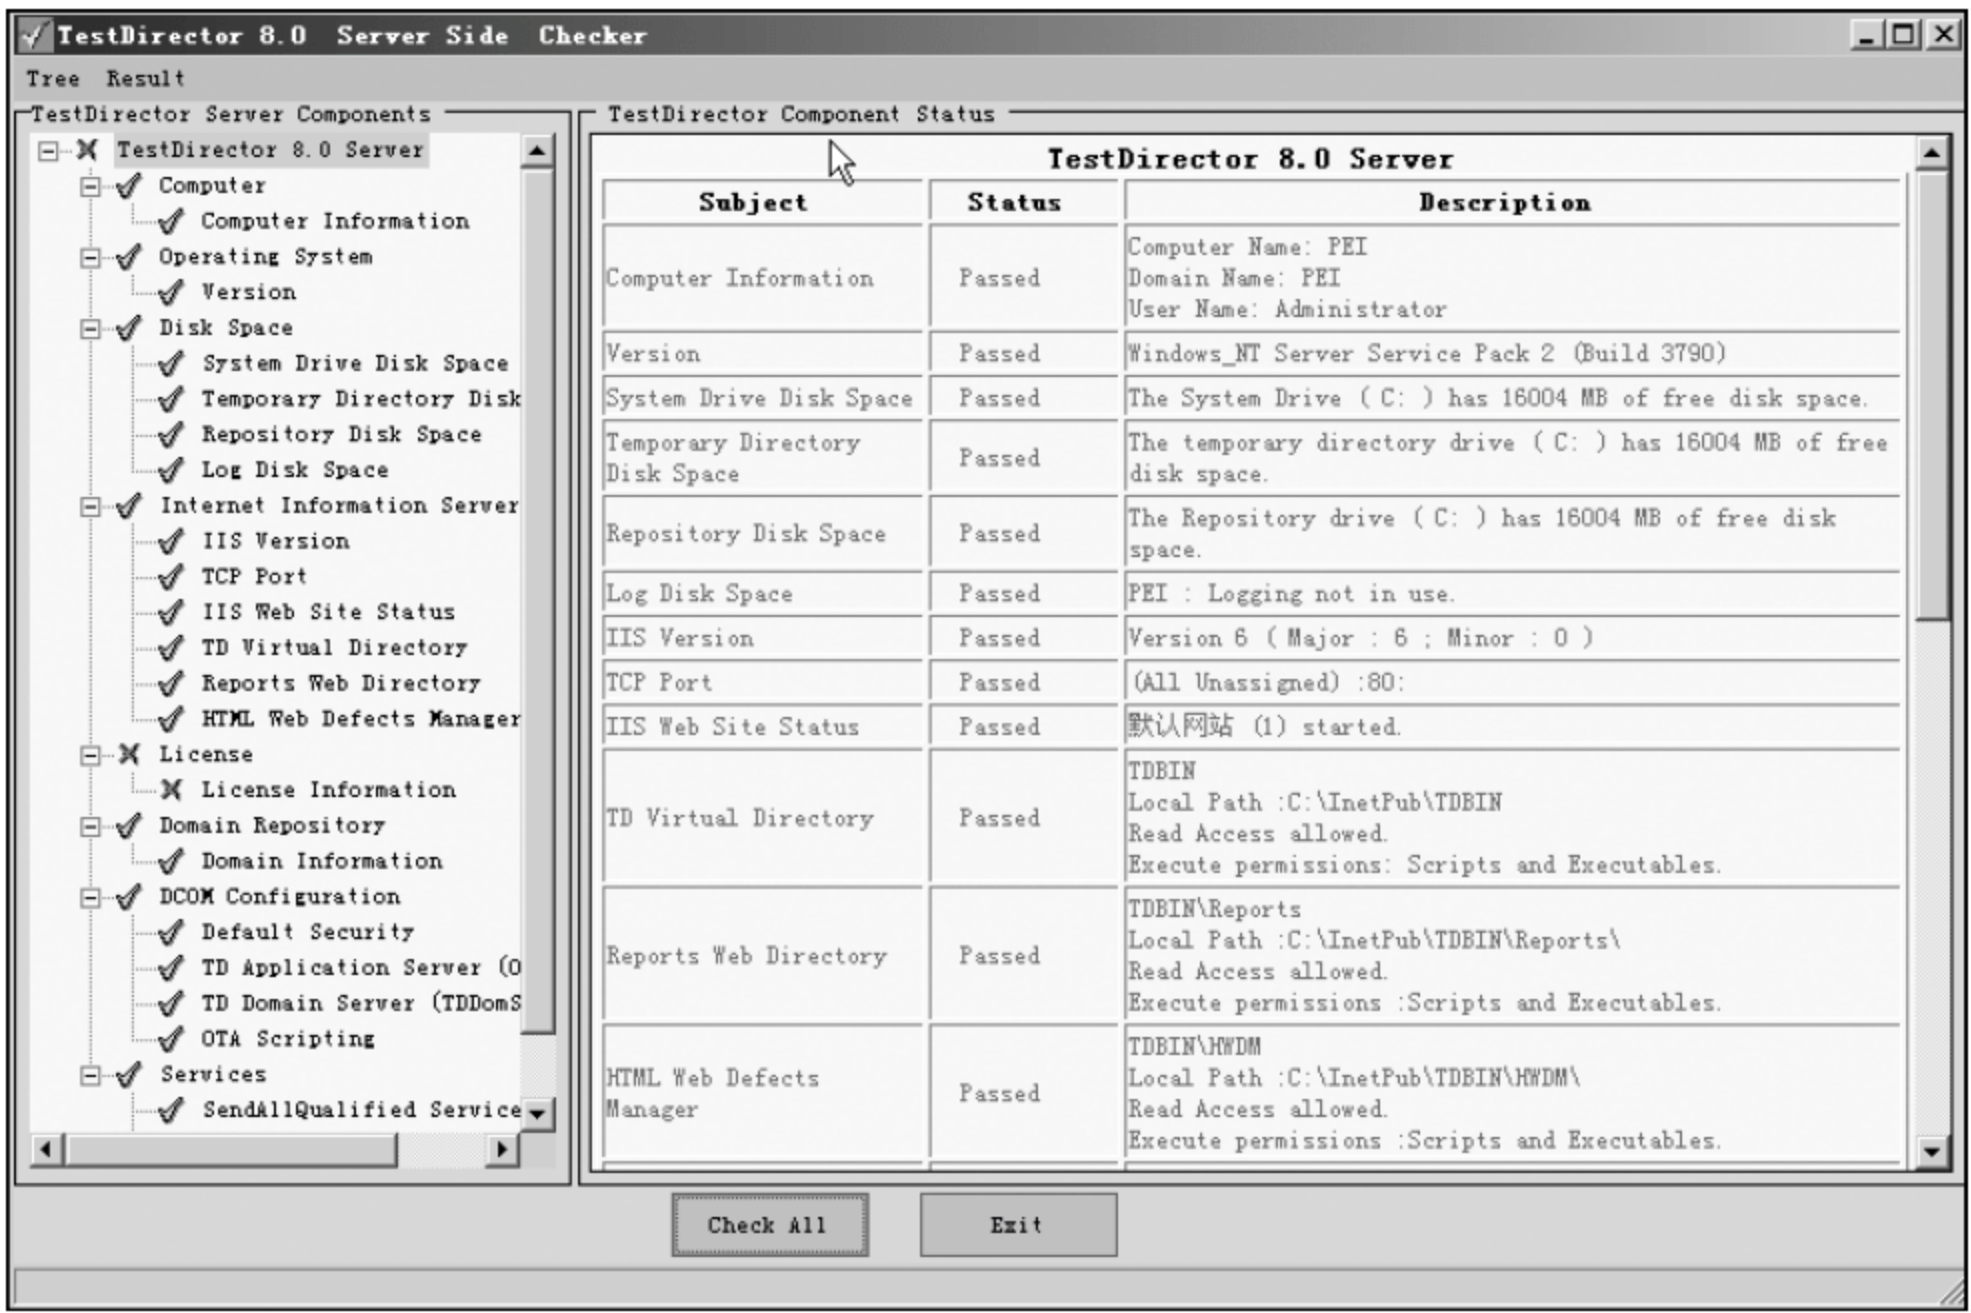 TestDirector 8.0 Server Side Checker
Tree Result
TestDirector Server Components
TestDirector 8.0 Server
Computer
Computer Information
Operating System
Version
Disk Space
System Drive Disk Space
Temporary Directory Disk
Repository Disk Space
Log Disk Space
Internet Information Server
IIS Version
TCP Port
IIS Web Site Status
TD Virtual Directory
Reports Web Directory
HTML Web Defects Manager
License
License Information
Domain Repository
Domain Information
DCOM Configuration
Default Security
TD Application Server (O
TD Domain Server (TDDomS
OTA Scripting
Services
SendAllQualified Service
TestDirector Component Status
TestDirector 8.0 Server
Subject Status Description
Computer Information Passed Computer Name: PEI
Domain Name: PEI
User Name: Administrator
Version Passed Windows_NT Server Service Pack 2 (Build 3790)
System Drive Disk Space Passed The System Drive ( C: ) has 16004 MB of free disk space.
Temporary Directory
Disk Space
Passed
The temporary directory drive ( C: ) has 16004 MB of free
disk space.
Repository Disk Space Passed The Repository drive ( C: ) has 16004 MB of free disk
space.
Log Disk Space Passed PEI : Logging not in use.
IIS Version Passed Version 6 ( Major : 6 ; Minor : 0 )
TCP Port Passed (All Unassigned) :80:
IIS Web Site Status Passed 默认网站 (1) started.
TD Virtual Directory Passed TDBIN
Local Path :C:\InetPub\TDBIN
Read Access allowed.
Execute permissions: Scripts and Executables.
Reports Web Directory Passed TDBIN\Reports
Local Path :C:\InetPub\TDBIN\Reports\
Read Access allowed.
Execute permissions :Scripts and Executables.
HTML Web Defects
Manager
Passed
TDBIN\HWDM
Local Path :C:\InetPub\TDBIN\HWDM\
Read Access allowed.
Execute permissions :Scripts and Executables.
Check All Exit